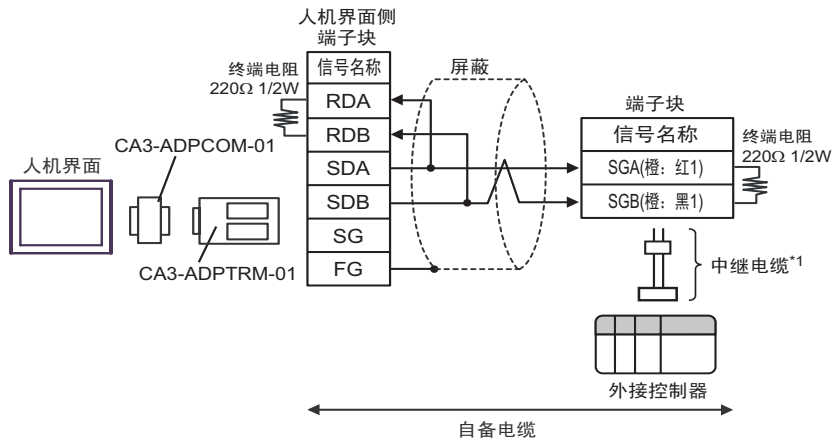 人机界面侧
端子块
终端电阻
220Ω 1/2W
信号名称
RDA
RDB
SDA
SDB
SG
FG
屏蔽
端子块
信号名称
SGA(橙：红1)
SGB(橙：黑1)
终端电阻
220Ω 1/2W
人机界面
CA3-ADPCOM-01
CA3-ADPTRM-01
中继电缆*1
外接控制器
自备电缆